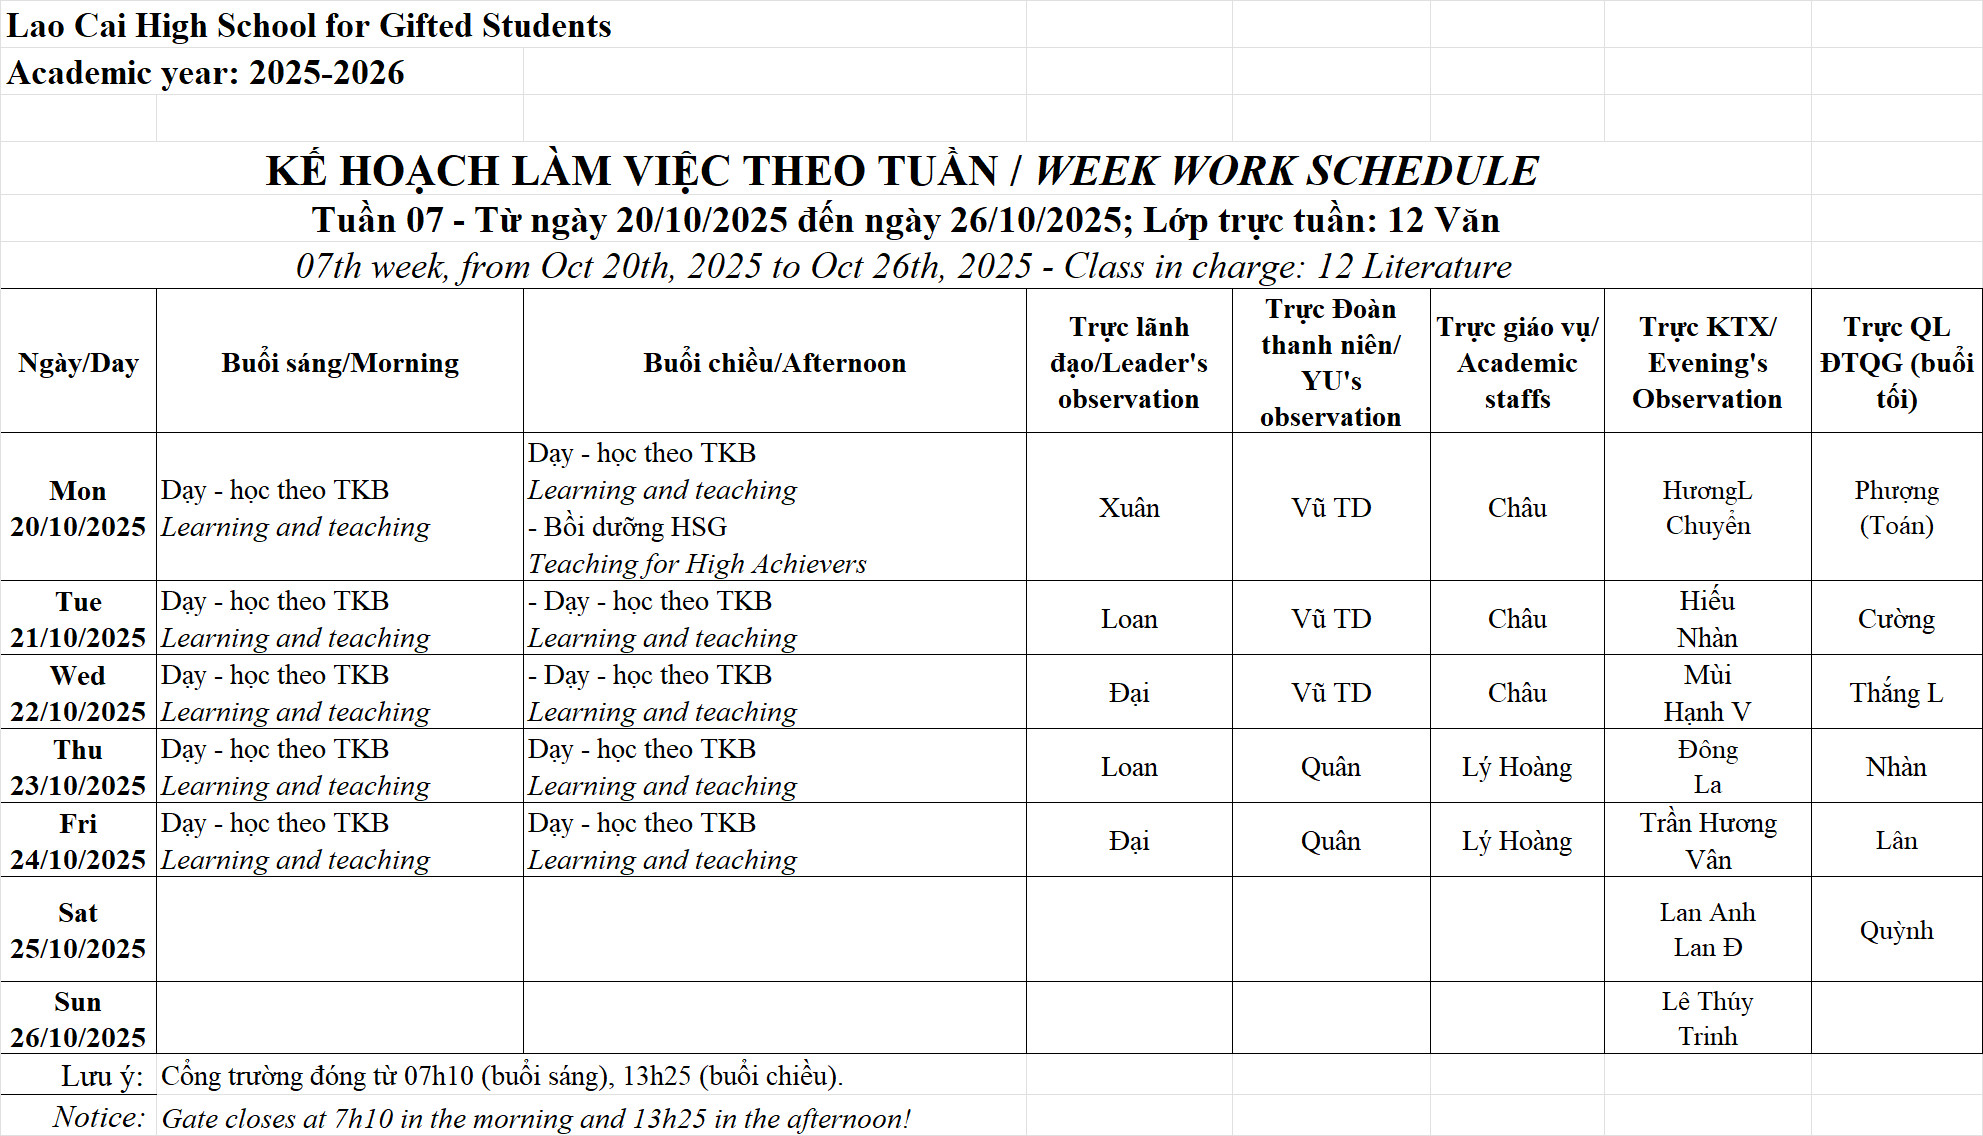 Lao Cai High School for Gifted Students
Academic year: 2025-2026
KẾ HOẠCH LÀM VIỆC THEO TUẦN / WEEK WORK SCHEDULE
Tuần 07 - Từ ngày 20/10/2025 đến ngày 26/10/2025; Lớp trực tuần: 12 Văn
07th week, from Oct 20th, 2025 to Oct 26th, 2025 - Class in charge: 12 Literature
Ngày/Day
Buổi sáng/Morning
Buổi chiều/Afternoon
Trực lãnh
đạo/Leader's
observation
Trực Đoàn
thanh niên/
YU's
observation
Trực giáo vụ/
Academic
staffs
Trực KTX/
Evening's
Observation
Trực QL
ĐTQG (buổi
tối)
Mon
20/10/2025
Dạy - học theo TKB
Learning and teaching
Dạy - học theo TKB
Learning and teaching
- Bồi dưỡng HSG
Teaching for High Achievers
Xuân
Vũ TD
Châu
HươngL
Chuyển
Phượng
(Toán)
Tue
21/10/2025
Dạy - học theo TKB
Learning and teaching
- Dạy - học theo TKB
Learning and teaching
Loan
Vũ TD
Châu
Hiếu
Nhàn
Cường
Wed
22/10/2025
Dạy - học theo TKB
Learning and teaching
- Dạy - học theo TKB
Learning and teaching
Đại
Vũ TD
Châu
Mùi
Hạnh V
Thắng L
Thu
23/10/2025
Dạy - học theo TKB
Learning and teaching
Dạy - học theo TKB
Learning and teaching
Loan
Quân
Lý Hoàng
Đông
La
Nhàn
Fri
24/10/2025
Dạy - học theo TKB
Learning and teaching
Dạy - học theo TKB
Learning and teaching
Đại
Quân
Lý Hoàng
Trần Hương
Vân
Lân
Sat
25/10/2025
Lan Anh
Lan Đ
Quỳnh
Sun
26/10/2025
Lê Thúy
Trinh
Lưu ý: Cổng trường đóng từ 07h10 (buổi sáng), 13h25 (buổi chiều).
Notice: Gate closes at 7h10 in the morning and 13h25 in the afternoon!